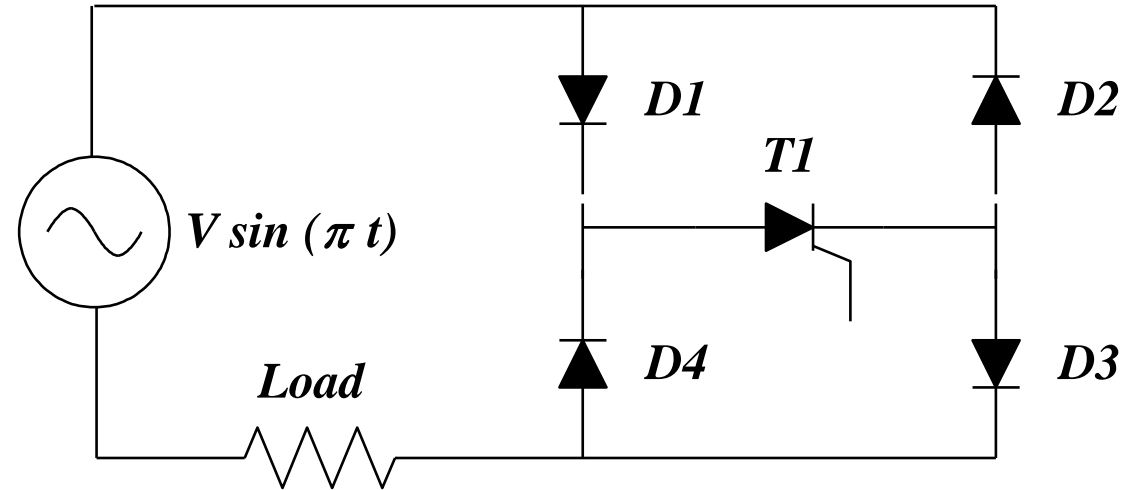 D1
D2
T1
V sin (π t)
Load
D4
D3